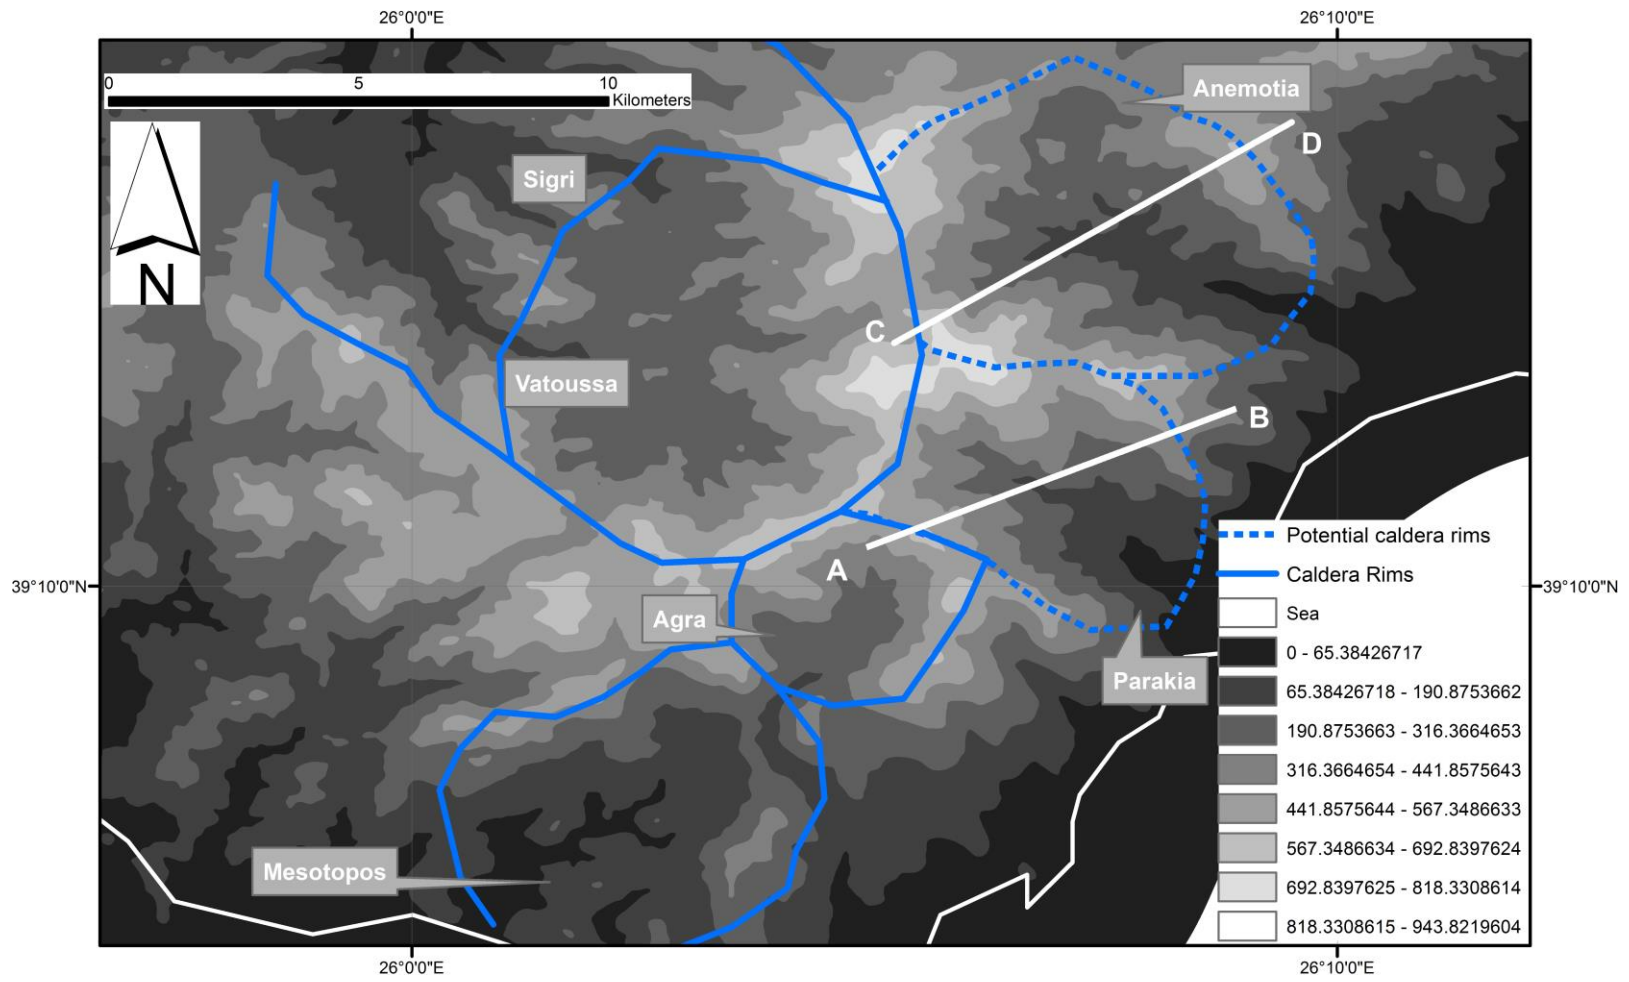 26°0'0"E
26°10'0"E
0 5 10
Kilometers
N
Anemotia
D
Sigri
C
Vatoussa
B
A
39°10'0"N
39°10'0"N
Agra
Parakia
Mesotopos
Potential caldera rims
Caldera Rims
Sea
0 - 65.38426717
65.38426718 - 190.8753662
190.8753663 - 316.3664653
316.3664654 - 441.8575643
441.8575644 - 567.3486633
567.3486634 - 692.8397624
692.8397625 - 818.3308614
818.3308615 - 943.8219604
26°0'0"E
26°10'0"E